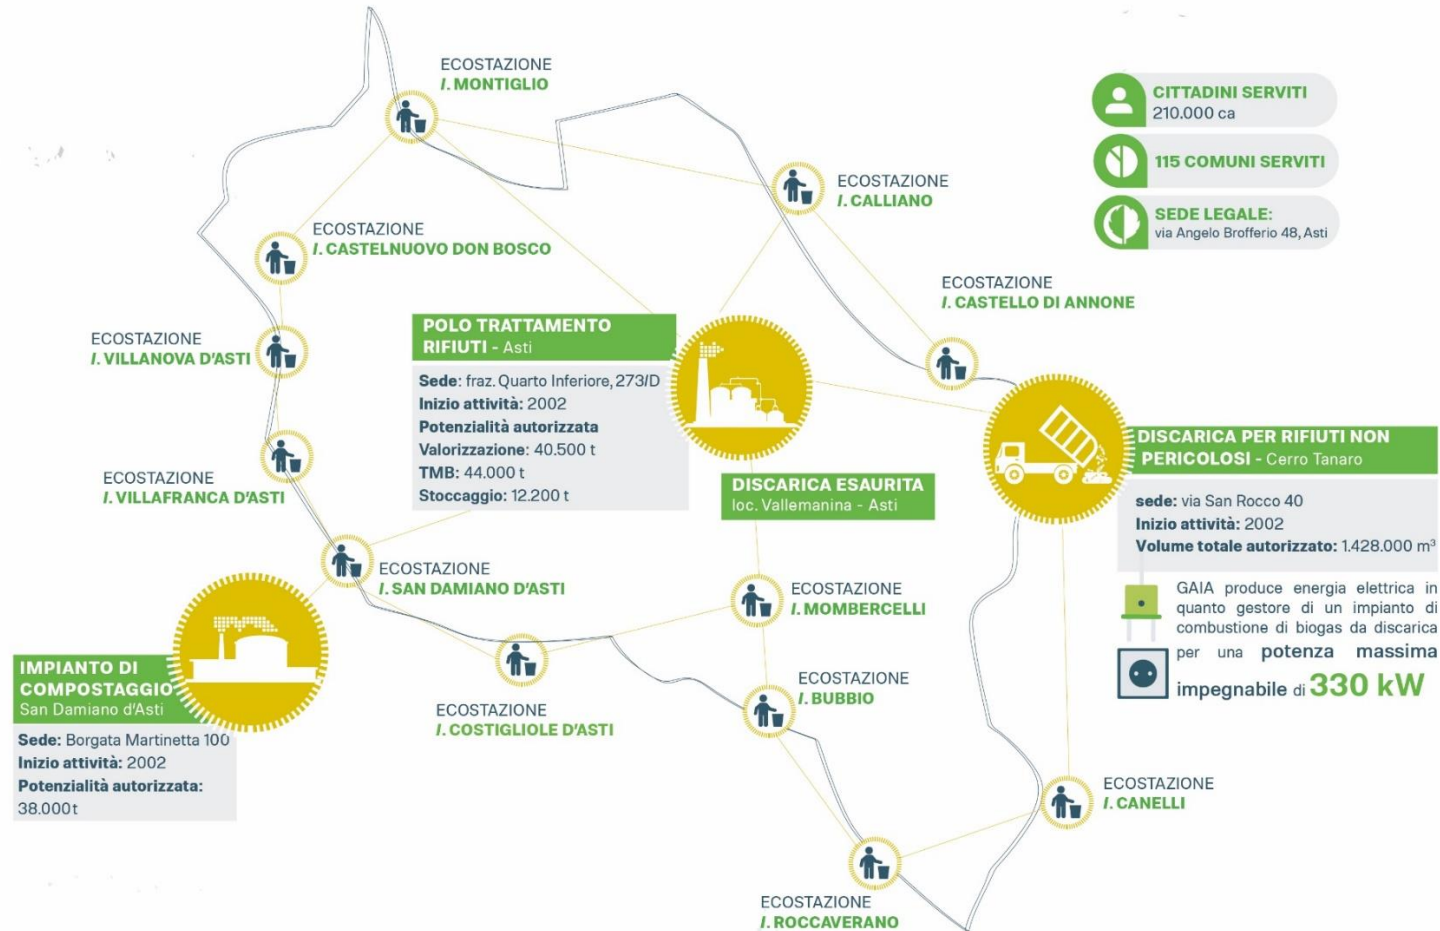 ECOSTAZIONE
I. MONTIGLIO
CITTADINI SERVITI
210.000 ca
115 COMUNI SERVITI
SEDE LEGALE:
via Angelo Brofferio 48, Asti
ECOSTAZIONE
I. CALLIANO
ECOSTAZIONE
I. CASTELNUOVO DON BOSCO
ECOSTAZIONE
I. CASTELLO DI ANNONE
ECOSTAZIONE
I. VILLANOVA D'ASTI
POLO TRATTAMENTO
RIFIUTI - Asti
Sede: fraz. Quarto Inferiore, 273/D
Inizio attività: 2002
Potenzialità autorizzata
Valorizzazione: 40.500 t
TMB: 44.000 t
Stoccaggio: 12.200 t
ECOSTAZIONE
I. VILLAFRANCA D'ASTI
DISCARICA ESAURITA
loc. Vallemanina - Asti
DISCARICA PER RIFIUTI NON
PERICOLOSI - Cerro Tanaro
sede: via San Rocco 40
Inizio attività: 2002
Volume totale autorizzato: 1.428.000 m³
GAIA produce energia elettrica in
quanto gestore di un impianto di
combustione di biogas da discarica
per una potenza massima
impegnabile di 330 kW
ECOSTAZIONE
I. SAN DAMIANO D'ASTI
ECOSTAZIONE
I. MOMBERCELLI
IMPIANTO DI
COMPOSTAGGIO
San Damiano d'Asti
Sede: Borgata Martinetta 100
Inizio attività: 2002
Potenzialità autorizzata:
38.000t
ECOSTAZIONE
I. COSTIGLIOLE D'ASTI
ECOSTAZIONE
I. BUBBIO
ECOSTAZIONE
I. CANELLI
ECOSTAZIONE
I. ROCCAVERANO